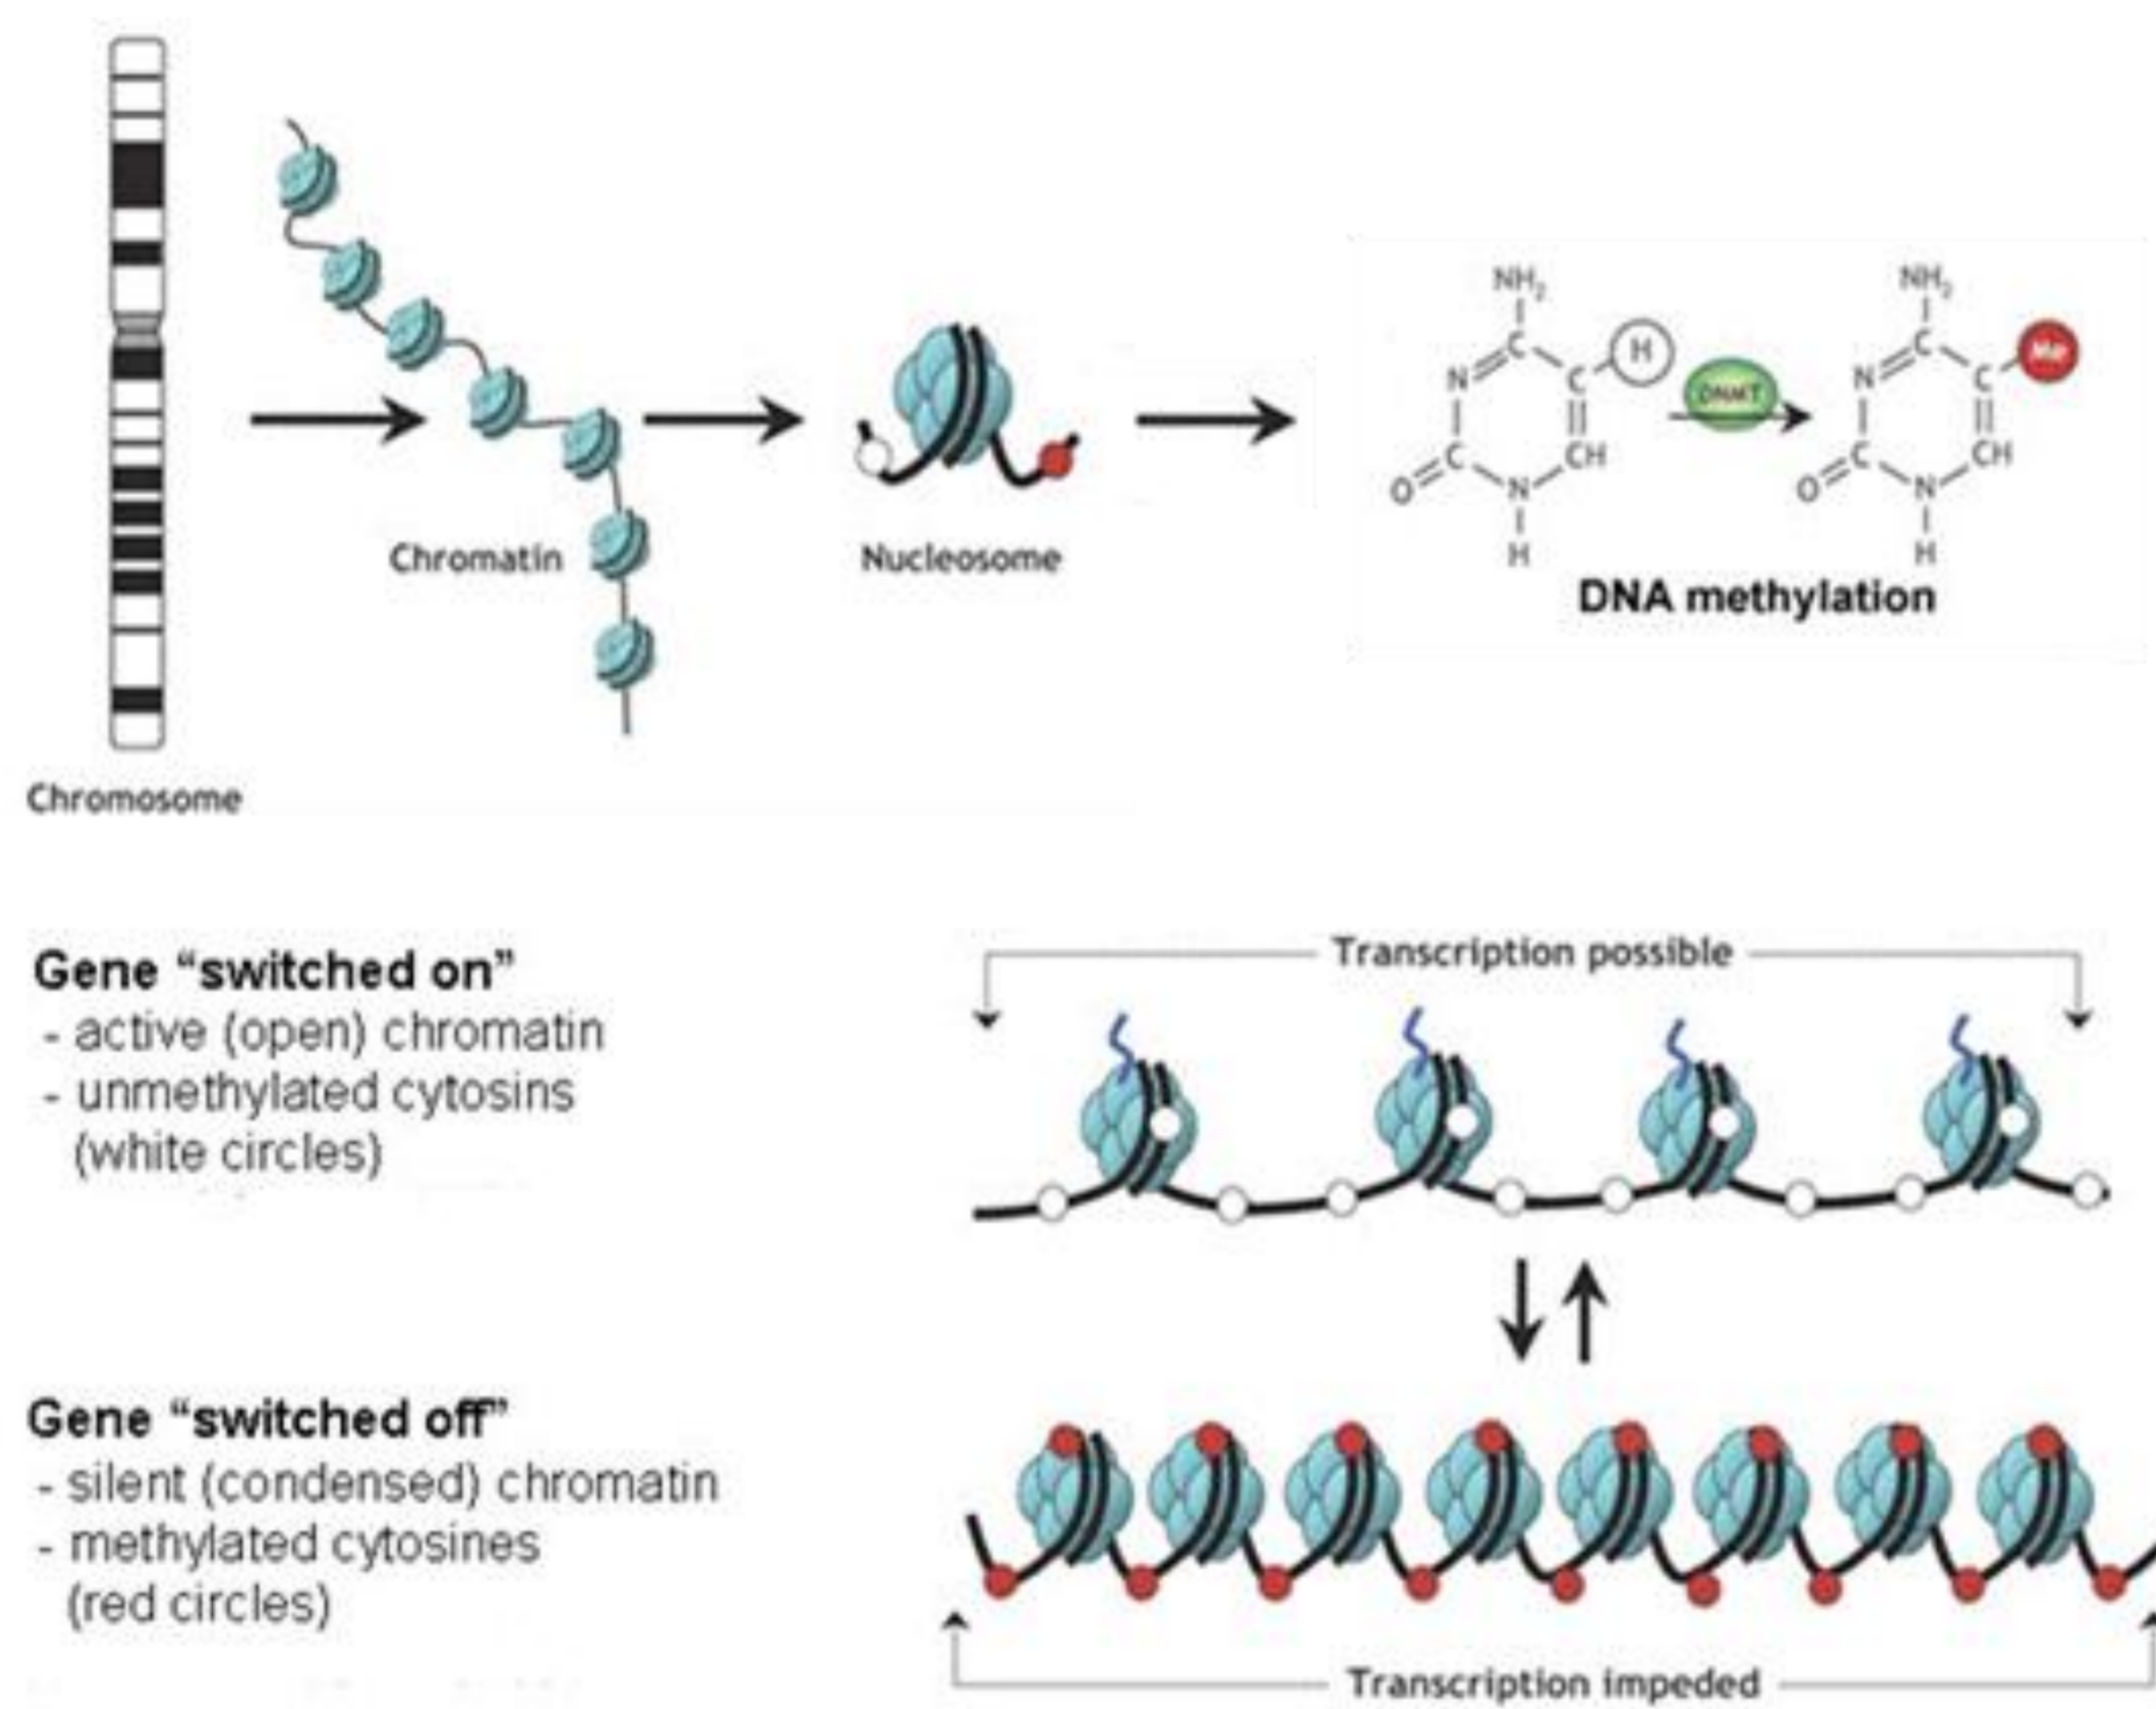 NH2
C
H
N
C
C
CH
O
N
H
DNMT
NH2
C
Me
N
C
C
CH
O
N
H
Chromatin
Nucleosome
DNA methylation
Chromosome
Transcription possible
Gene “switched on”
- active (open) chromatin
- unmethylated cytosins
(white circles)
Gene “switched off”
- silent (condensed) chromatin
- methylated cytosines
(red circles)
Transcription impeded